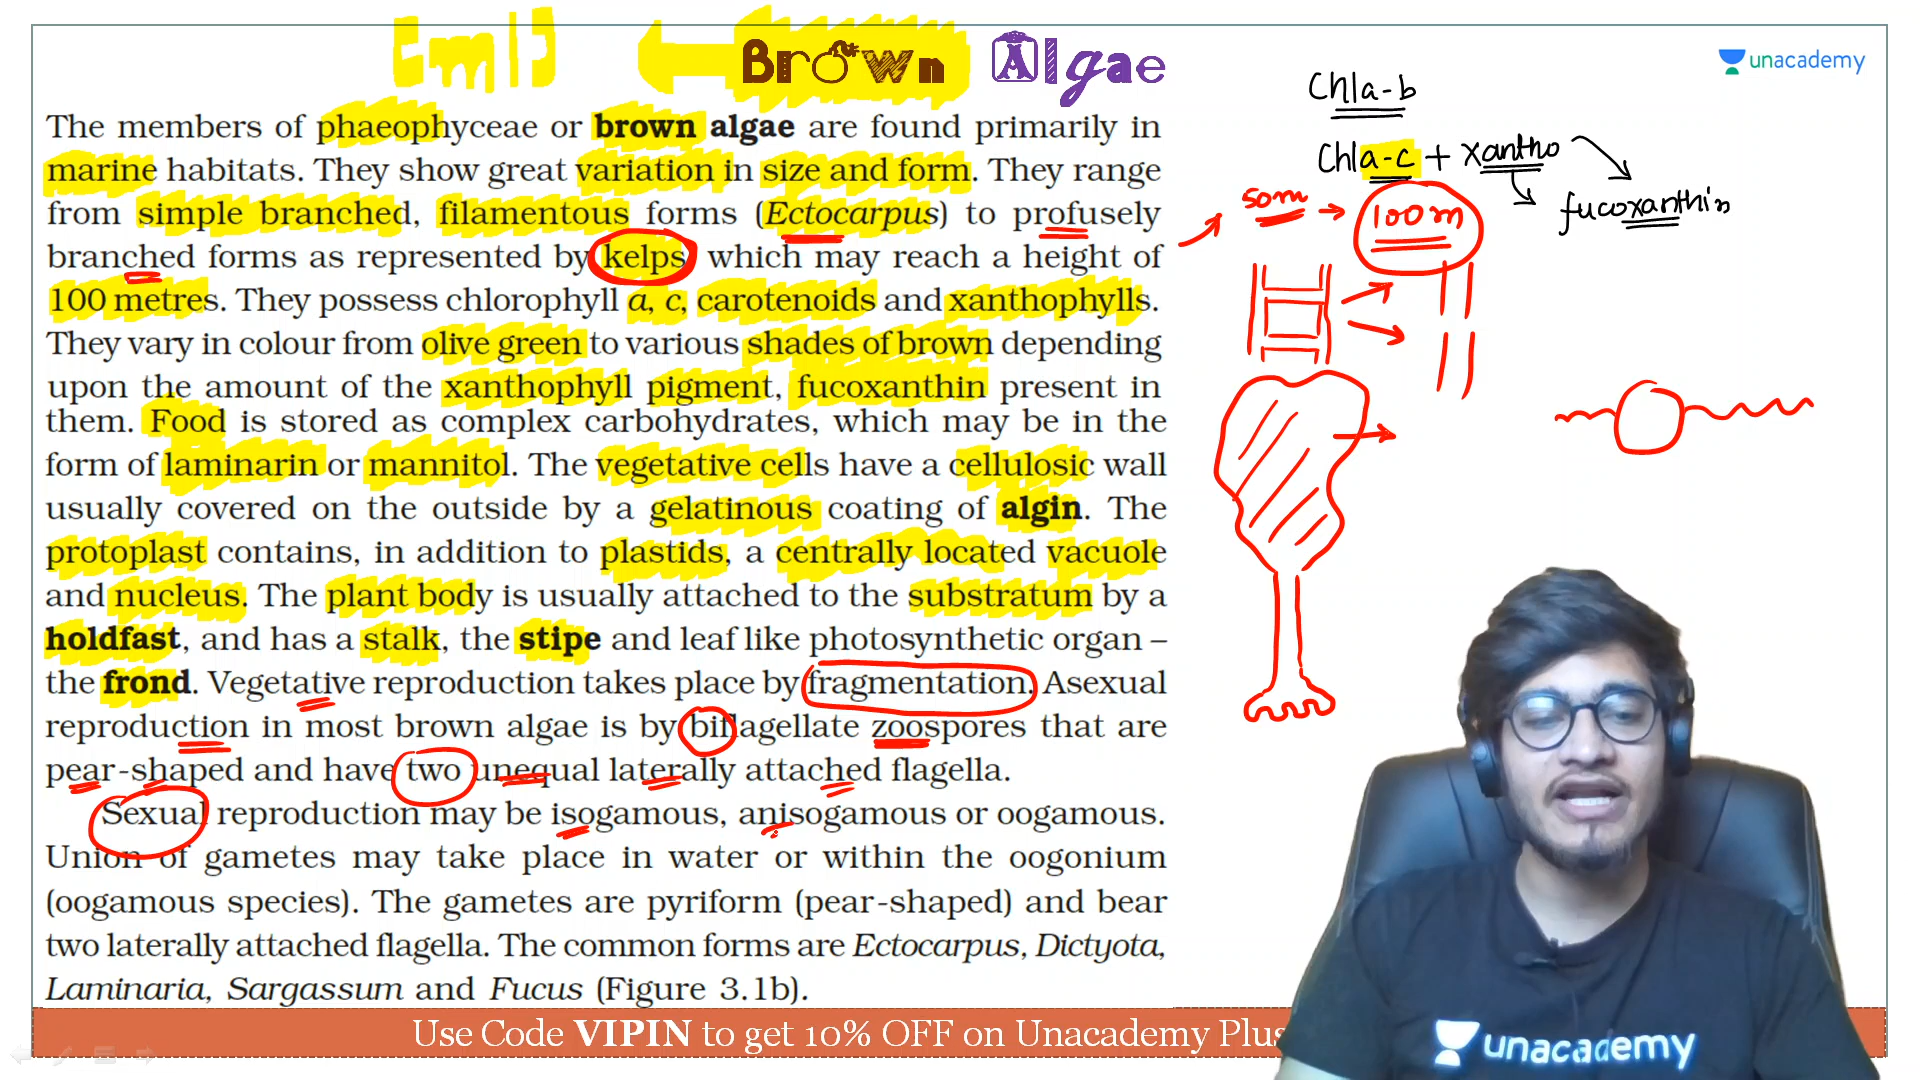 Brown Algae
unacademy
The members of phaeophyceae or brown algae are found primarily in
marine habitats. They show great variation in size and form. They range
from simple branched, filamentous forms (Ectocarpus) to profusely
branched forms as represented by kelps, which may reach a height of
100 metres. They possess chlorophyll a, c, carotenoids and xanthophylls.
They vary in colour from olive green to various shades of brown depending
upon the amount of the xanthophyll pigment, fucoxanthin present in
them. Food is stored as complex carbohydrates, which may be in the
form of laminarin or mannitol. The vegetative cells have a cellulosic wall
usually covered on the outside by a gelatinous coating of algin. The
protoplast contains, in addition to plastids, a centrally located vacuole
and nucleus. The plant body is usually attached to the substratum by a
holdfast, and has a stalk, the stipe and leaf like photosynthetic organ –
the frond. Vegetative reproduction takes place by fragmentation. Asexual
reproduction in most brown algae is by biflagellate zoospores that are
pear-shaped and have two unequal laterally attached flagella.
Sexual reproduction may be isogamous, anisogamous or oogamous.
Union of gametes may take place in water or within the oogonium
(oogamous species). The gametes are pyriform (pear-shaped) and bear
two laterally attached flagella. The common forms are Ectocarpus, Dictyota,
Laminaria, Sargassum and Fucus (Figure 3.1b).
Chla-b
Chla-c + xantho
fucoxanthin
50m
100m
Use Code VIPIN to get 10% OFF on Unacademy Plus
unacademy